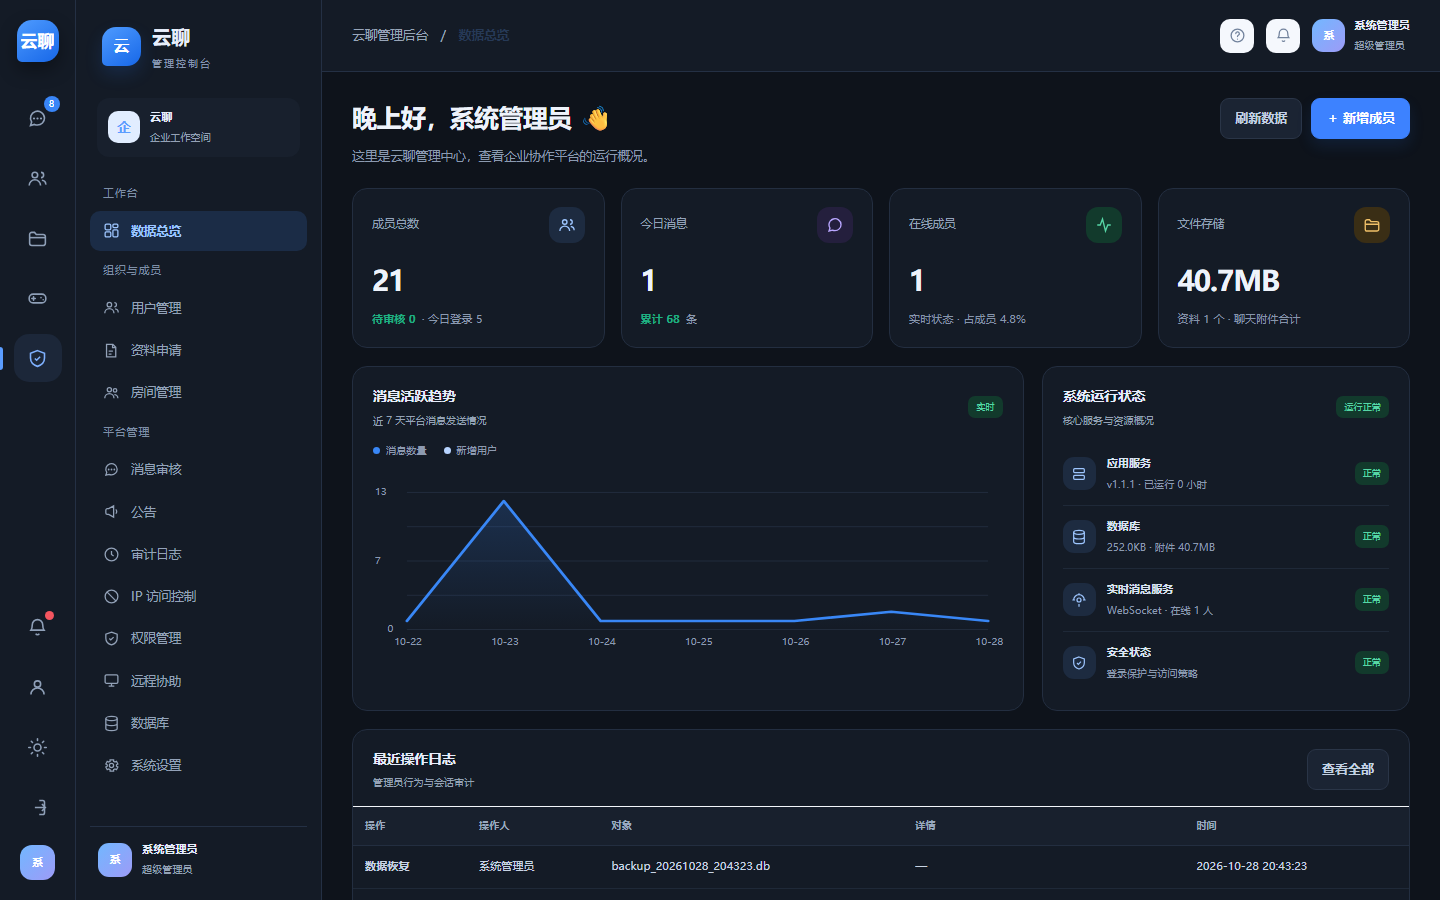 云聊
8
系
云
云聊
管理控制台
企
云聊
企业工作空间
工作台
数据总览
组织与成员
用户管理
资料申请
房间管理
平台管理
消息审核
公告
审计日志
IP 访问控制
权限管理
远程协助
数据库
系统设置
系
系统管理员
超级管理员
云聊管理后台 / 数据总览
系
系统管理员
超级管理员
晚上好，系统管理员 👋
这里是云聊管理中心，查看企业协作平台的运行概况。
刷新数据
+ 新增成员
成员总数
21
待审核 0 · 今日登录 5
今日消息
1
累计 68 条
在线成员
1
实时状态 · 占成员 4.8%
文件存储
40.7MB
资料 1 个 · 聊天附件合计
消息活跃趋势
近 7 天平台消息发送情况
实时
消息数量 新增用户
13
7
0
10-22 10-23 10-24 10-25 10-26 10-27 10-28
系统运行状态
核心服务与资源概况
运行正常
应用服务
v1.1.1 · 已运行 0 小时
正常
数据库
252.0KB · 附件 40.7MB
正常
实时消息服务
WebSocket · 在线 1 人
正常
安全状态
登录保护与访问策略
正常
最近操作日志
管理员行为与会话审计
查看全部
操作 操作人 对象 详情 时间
数据恢复 系统管理员 backup_20261028_204323.db — 2026-10-28 20:43:23